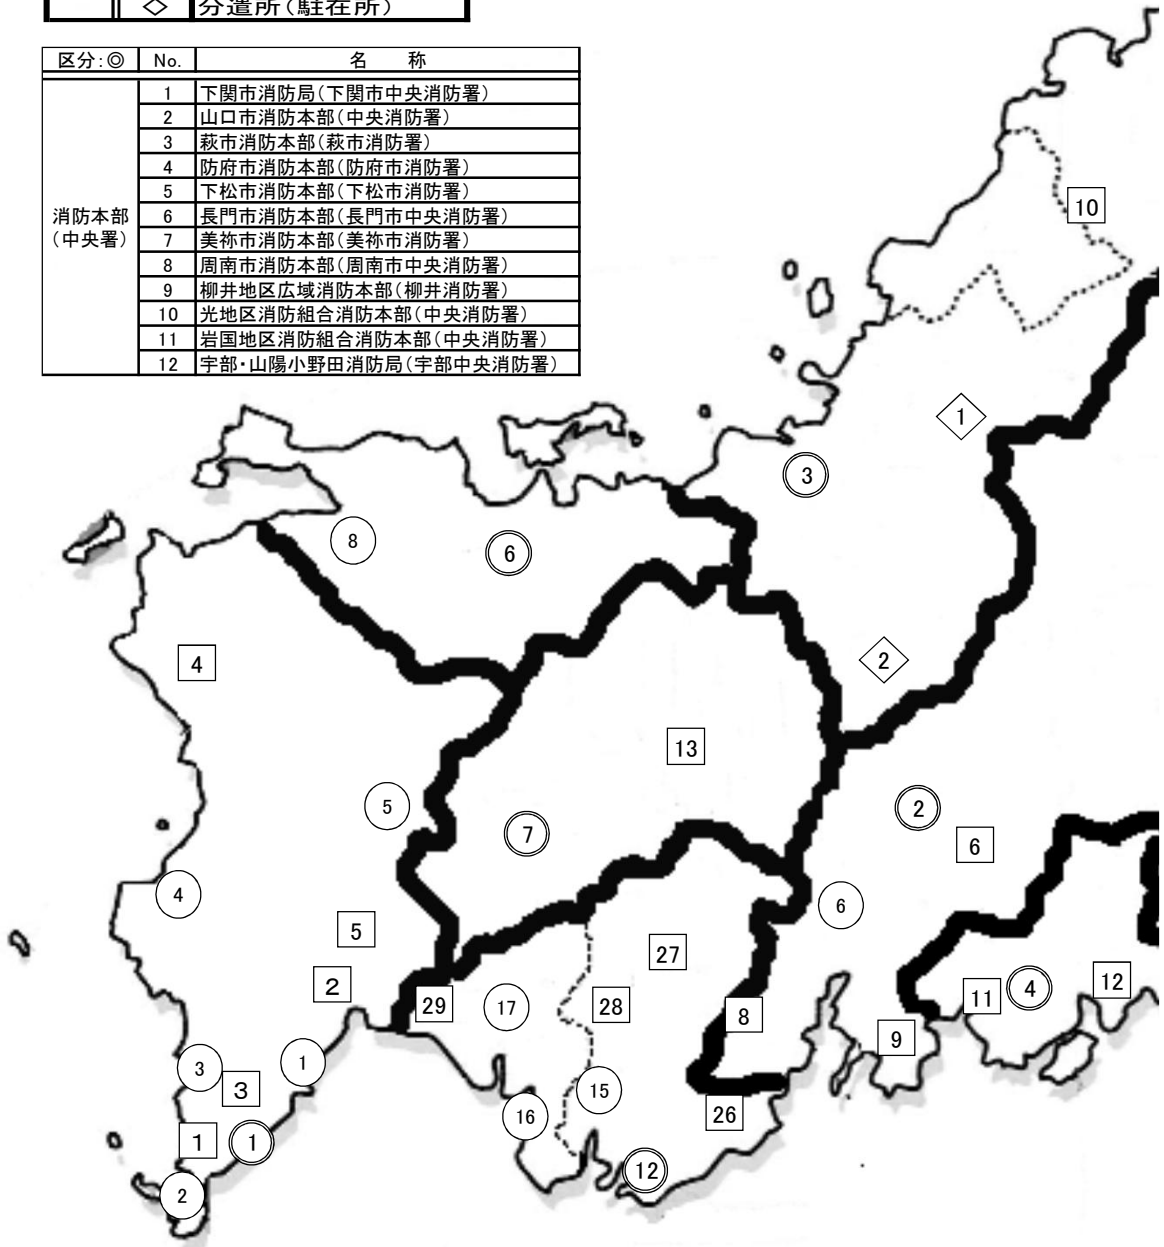 ◇ 分遣所（駐在所）
区分:◎ No. 名 称
消防本部
（中央署）
1 下関市消防局（下関市中央消防署）
2 山口市消防本部（中央消防署）
3 萩市消防本部（萩市消防署）
4 防府市消防本部（防府市消防署）
5 下松市消防本部（下松市消防署）
6 長門市消防本部（長門市中央消防署）
7 美祢市消防本部（美祢市消防署）
8 周南市消防本部（周南市中央消防署）
9 柳井地区広域消防本部（柳井消防署）
10 光地区消防組合消防本部（中央消防署）
11 岩国地区消防組合消防本部（中央消防署）
12 宇部・山陽小野田消防局（宇部中央消防署）
10
1
3
8
6
4
2
13
5
7
2
6
4
6
5
27
2
29
17
28
8
11
4
12
9
3
1
3
15
16
26
1
1
12
2